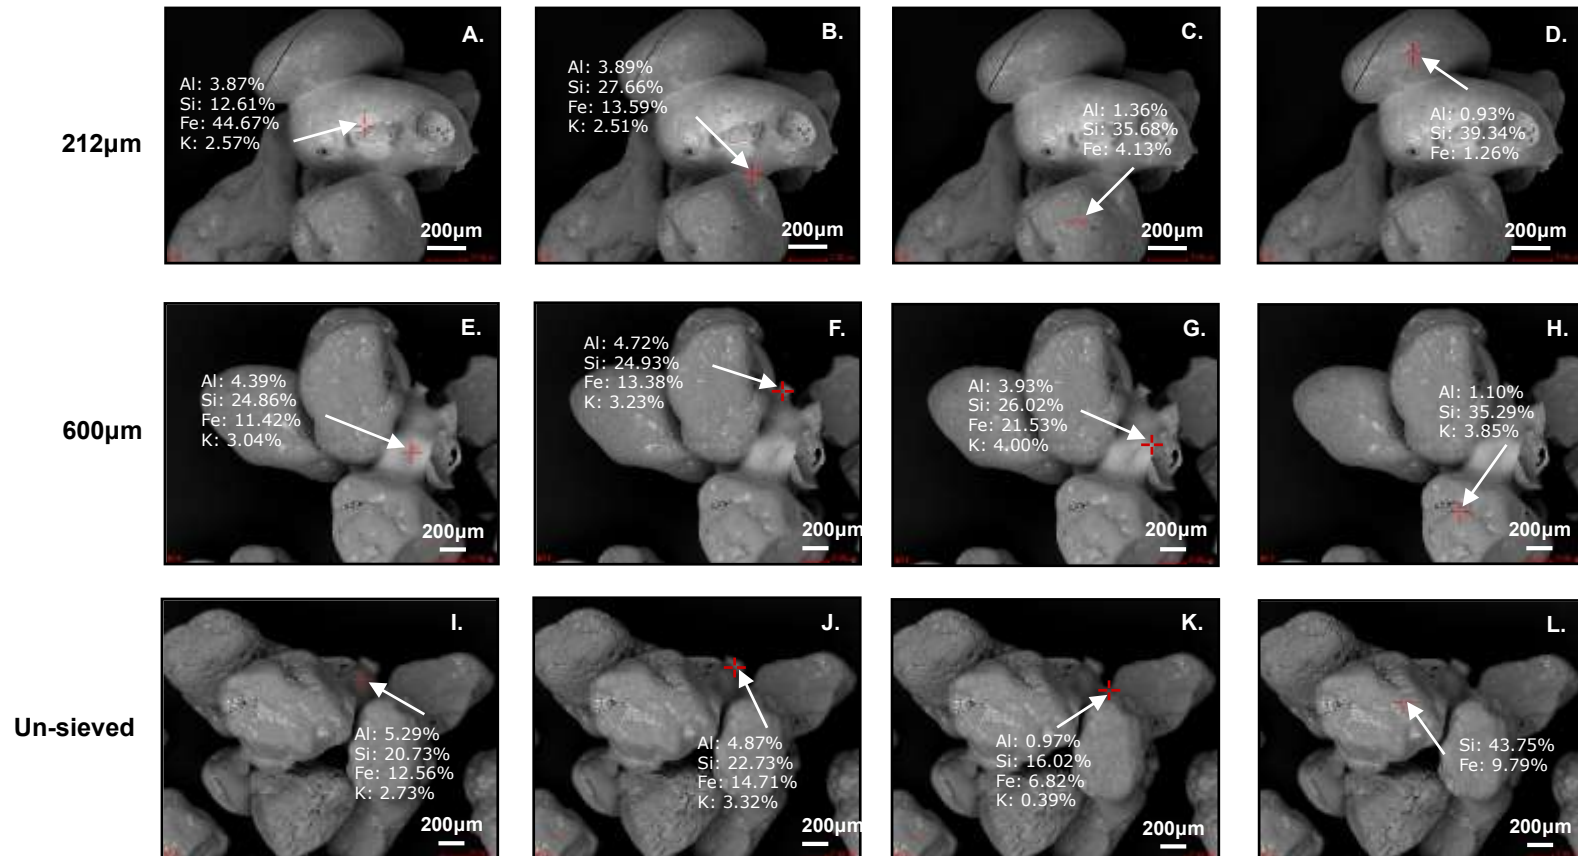 A.
Al: 3.87%
Si: 12.61%
Fe: 44.67%
K: 2.57%
200µm
B.
Al: 3.89%
Si: 27.66%
Fe: 13.59%
K: 2.51%
200µm
C.
Al: 1.36%
Si: 35.68%
Fe: 4.13%
200µm
D.
Al: 0.93%
Si: 39.34%
Fe: 1.26%
200µm
212µm
E.
Al: 4.39%
Si: 24.86%
Fe: 11.42%
K: 3.04%
200µm
F.
Al: 4.72%
Si: 24.93%
Fe: 13.38%
K: 3.23%
200µm
G.
Al: 3.93%
Si: 26.02%
Fe: 21.53%
K: 4.00%
200µm
H.
Al: 1.10%
Si: 35.29%
K: 3.85%
200µm
600µm
I.
Al: 5.29%
Si: 20.73%
Fe: 12.56%
K: 2.73%
200µm
J.
Al: 4.87%
Si: 22.73%
Fe: 14.71%
K: 3.32%
200µm
K.
Al: 0.97%
Si: 16.02%
Fe: 6.82%
K: 0.39%
200µm
L.
Si: 43.75%
Fe: 9.79%
200µm
Un-sieved